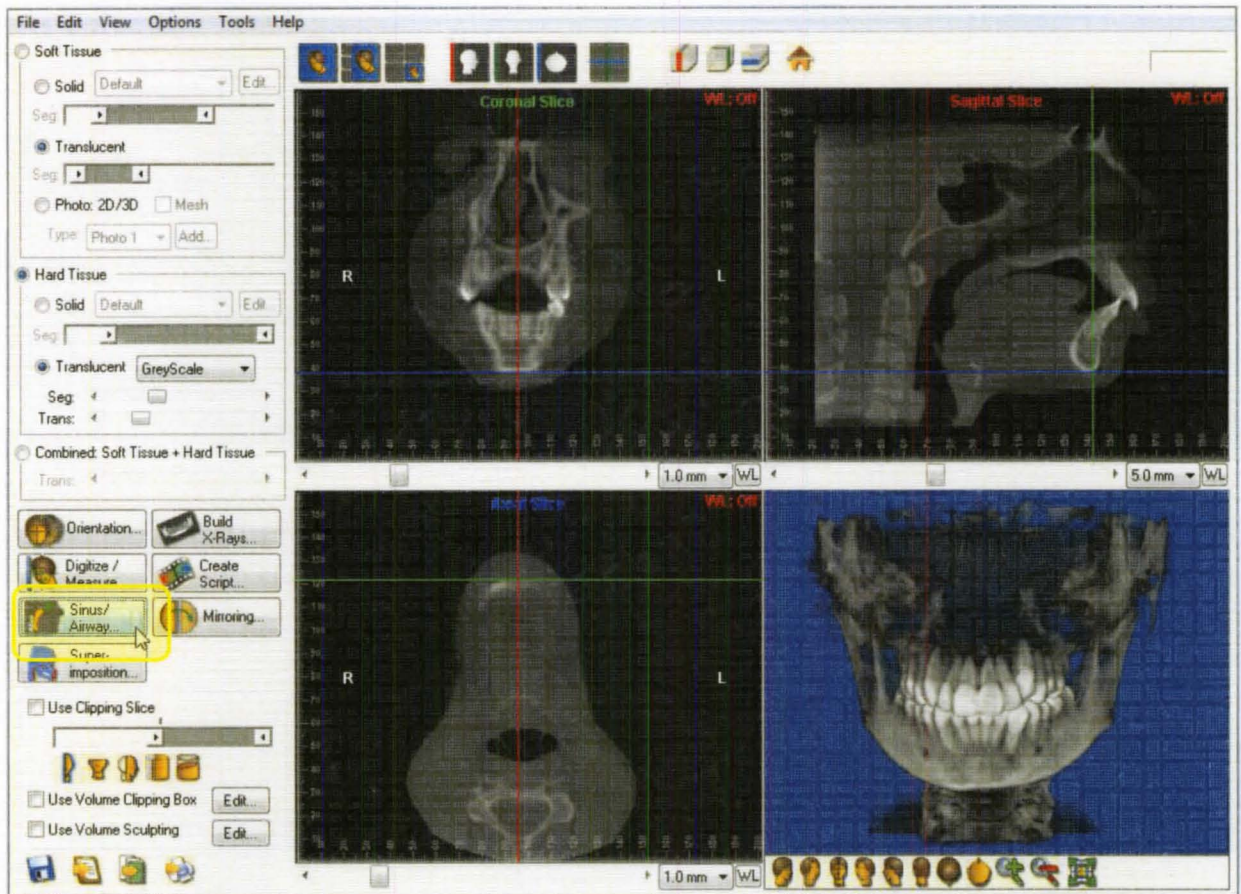 File Edit View Options Tools Help
Soft Tissue
Solid Default Edit
Seg:
Translucent
Seg:
Photo: 2D/3D Mesh
Type: Photo 1 Add...
Hard Tissue
Solid Default Edit
Seg:
Translucent GreyScale
Seg:
Trans:
Combined: Soft Tissue + Hard Tissue
Trans:
Orientation... Build X-Rays...
Digitize / Measure Create Script...
Sinus/ Airway... Mirroring...
Super- imposition...
Use Clipping Slice
Use Volume Clipping Box Edit...
Use Volume Sculpting Edit...
Coronal Slice WL: Off
R L
1.0 mm WL
Sagittal Slice WL: Off
5.0 mm WL
Slice WL: Off
R L
1.0 mm WL